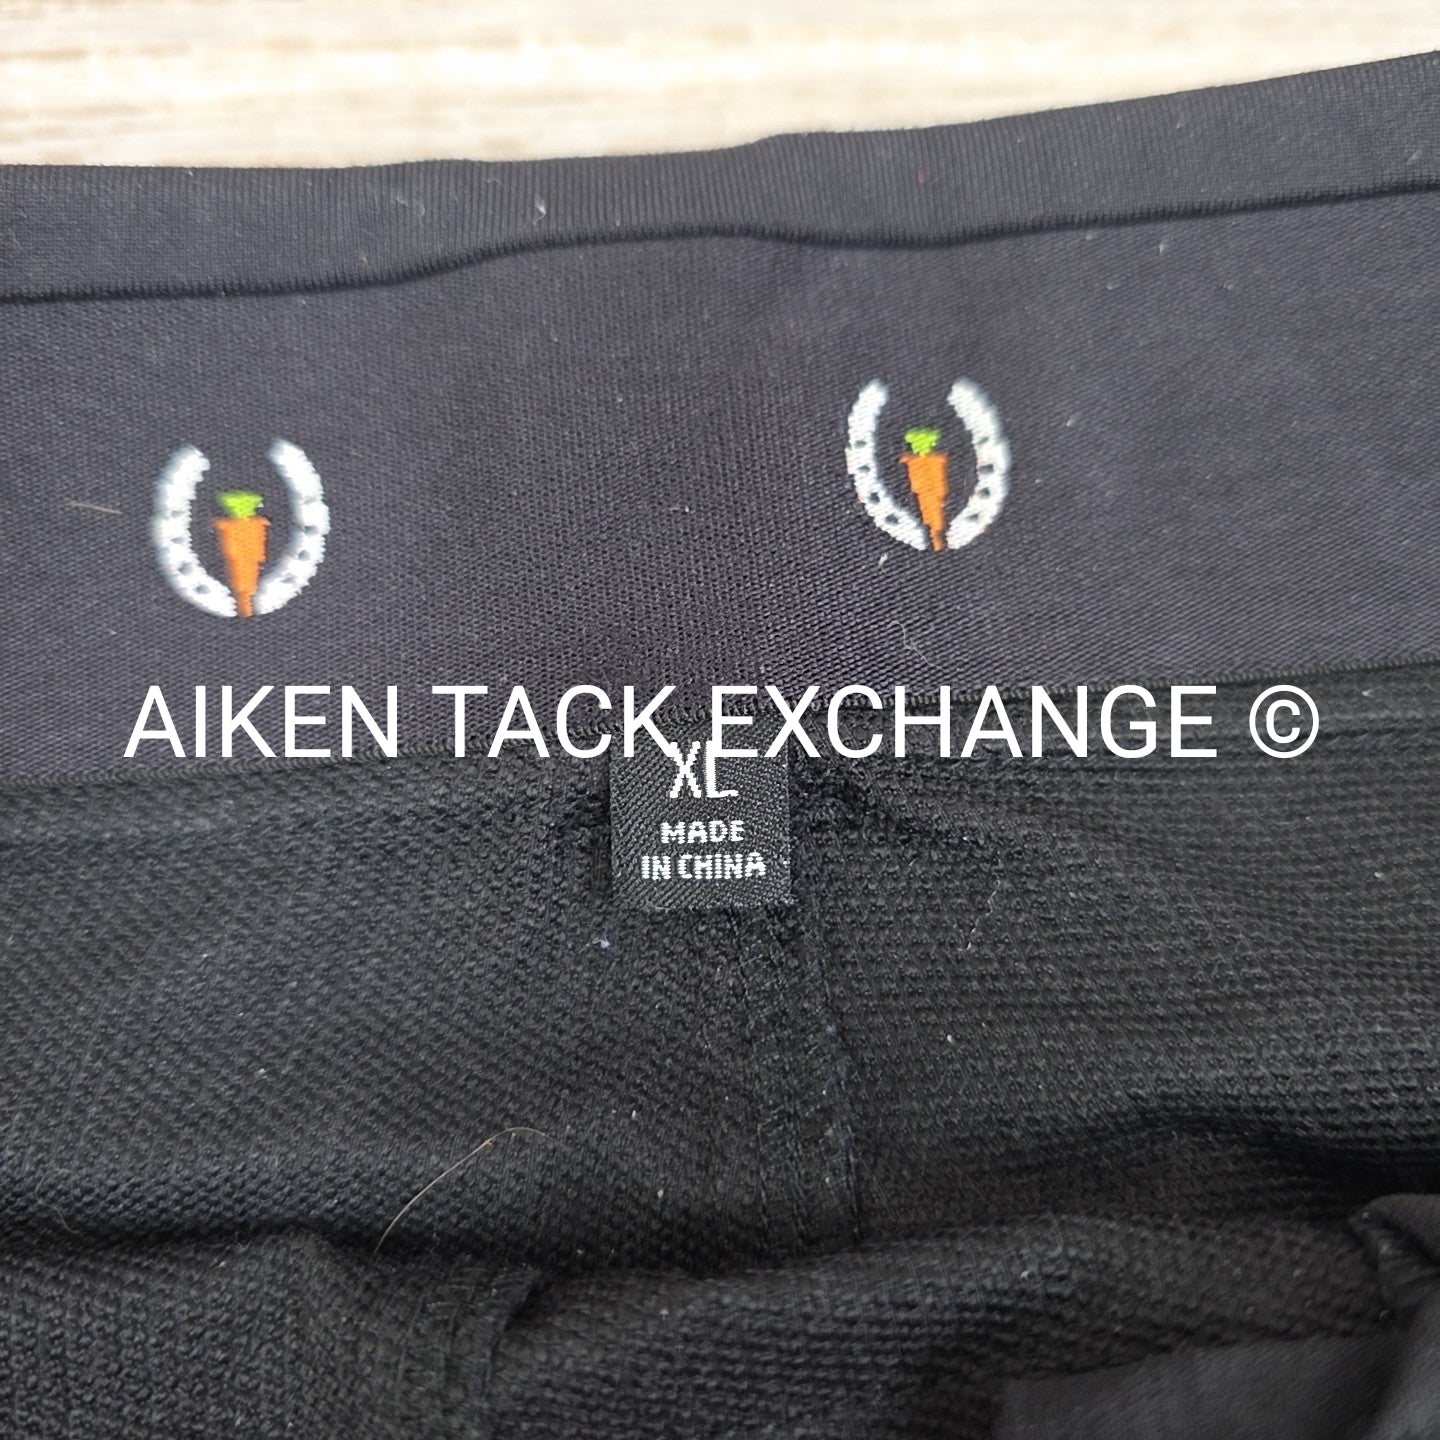 AIKEN TACK EXCHANGE ©
XL
MADE
IN CHINA